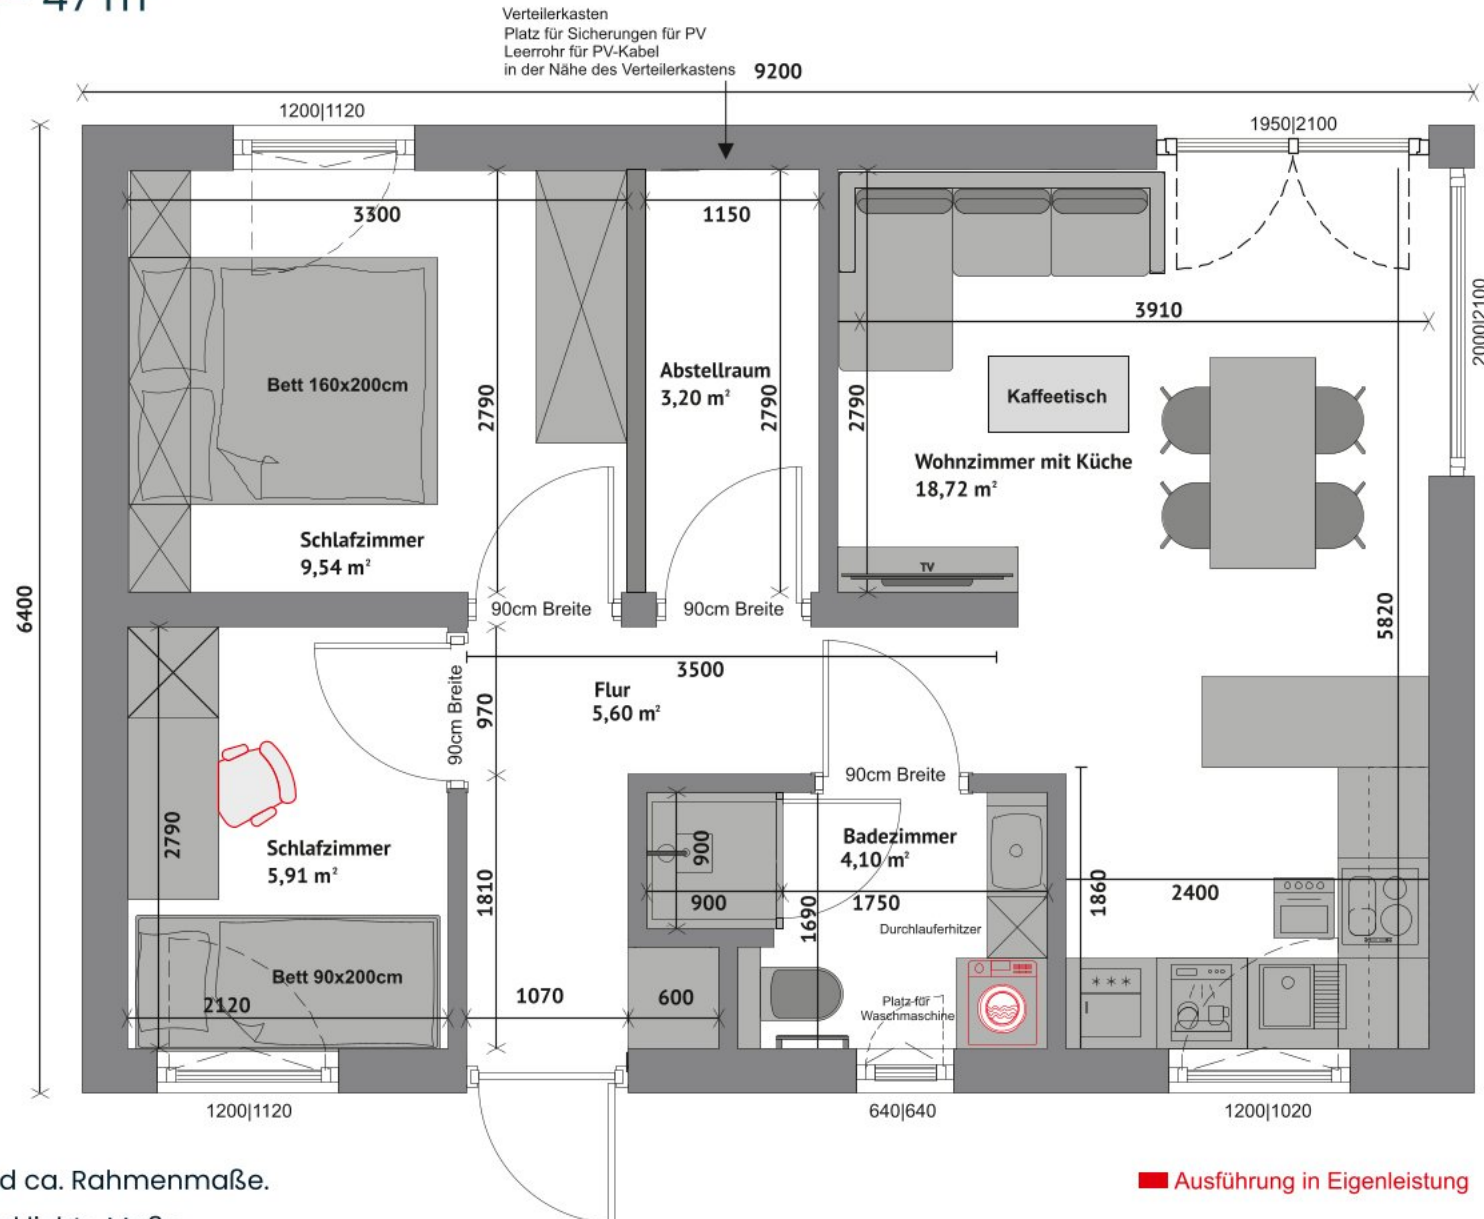 47 m²
Verteilerkasten
Platz für Sicherungen für PV
Leerrohr für PV-Kabel
in der Nähe des Verteilerkastens
9200
1200|1120
1950|2100
3300
1150
3910
2000|2100
Bett 160x200cm
2790
Abstellraum
3,20 m²
2790
2790
Kaffeetisch
Wohnzimmer mit Küche
18,72 m²
Schlafzimmer
9,54 m²
TV
6400
90cm Breite
90cm Breite
5820
3500
Flur
5,60 m²
970
90cm Breite
90cm Breite
2790
Schlafzimmer
5,91 m²
900
Badezimmer
4,10 m²
1810
900
1750
1690
1860
2400
Durchlauferhitzer
Bett 90x200cm
2120
1070
600
Platz für
Waschmaschine
1200|1120
640|640
1200|1020
d ca. Rahmenmaße.
Ausführung in Eigenleistung